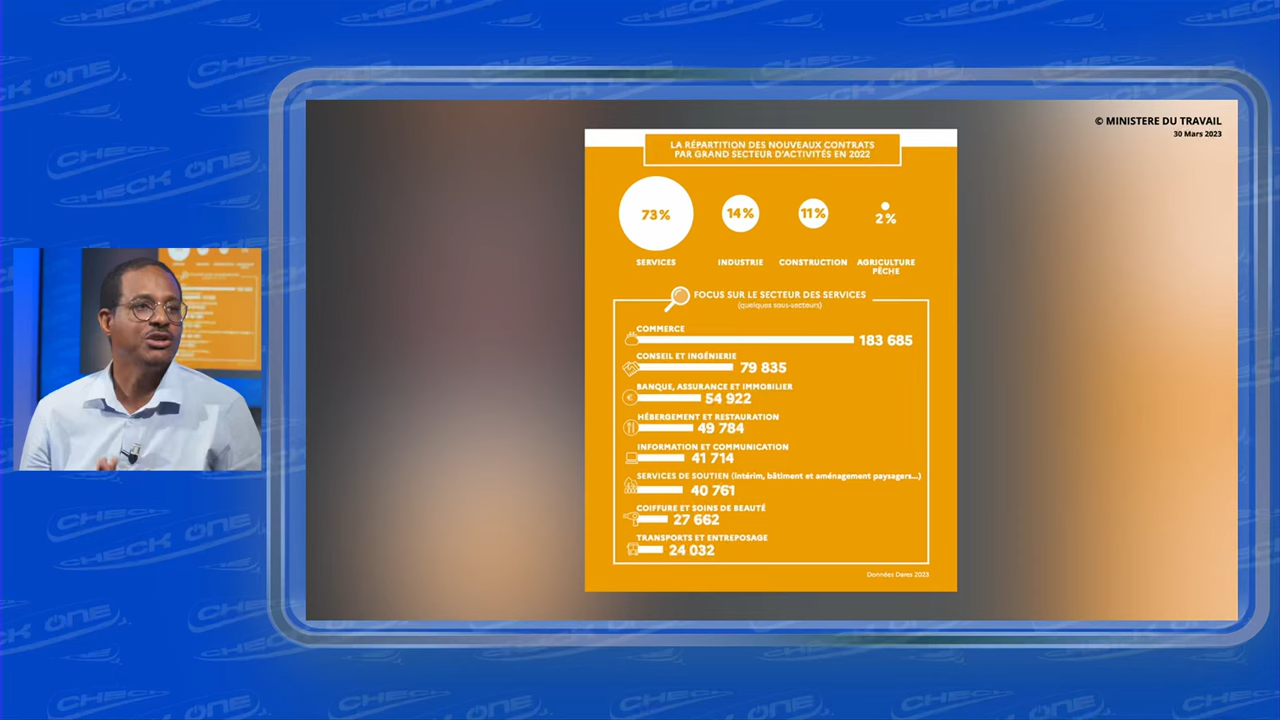 CHECK ONE
© MINISTERE DU TRAVAIL
30 Mars 2023
LA RÉPARTITION DES NOUVEAUX CONTRATS
PAR GRAND SECTEUR D'ACTIVITÉS EN 2022
73%
14%
11%
2%
SERVICES
INDUSTRIE
CONSTRUCTION
AGRICULTURE
PÊCHE
FOCUS SUR LE SECTEUR DES SERVICES
(quelques sous-secteurs)
COMMERCE
183 685
CONSEIL ET INGÉNIERIE
79 835
BANQUE, ASSURANCE ET IMMOBILIER
54 922
HÉBERGEMENT ET RESTAURATION
49 784
INFORMATION ET COMMUNICATION
41 714
SERVICES DE SOUTIEN (intérim, bâtiment et aménagement paysagers...)
40 761
COIFFURE ET SOINS DE BEAUTÉ
27 662
TRANSPORTS ET ENTREPOSAGE
24 032
Données Dares 2023